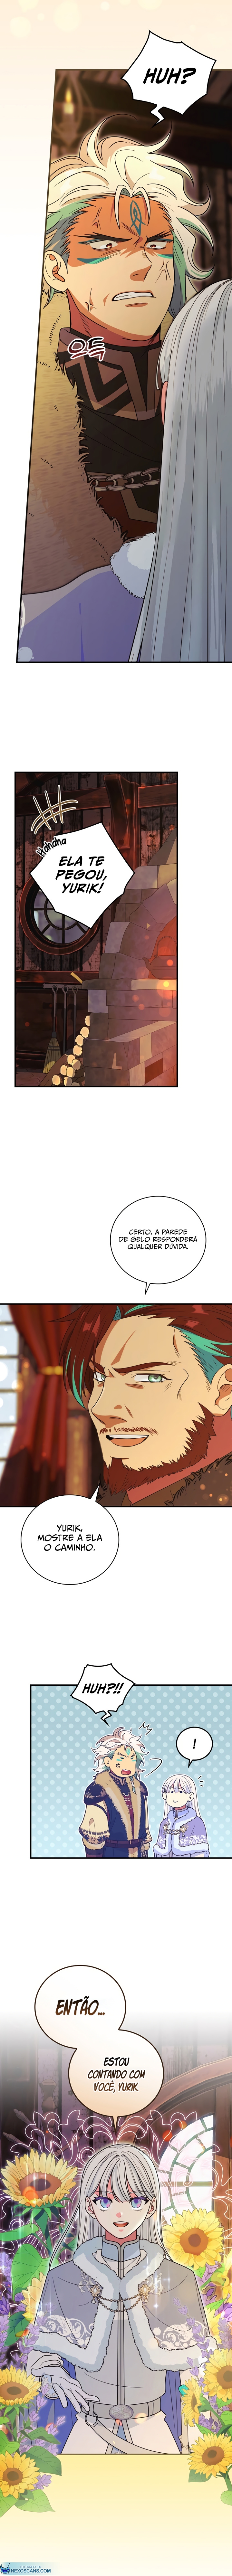 HUH?
으득
Hahaha
ELA TE
PEGOU,
YURIK!
CERTO, A PAREDE
DE GELO RESPONDERÁ
QUALQUER DÚVIDA.
YURIK,
MOSTRE A ELA
O CAMINHO.
HUH?!!
!
ENTÃO...
ESTOU
CONTANDO COM
VOCÊ, YURIK.
NEXOSCANS.COM